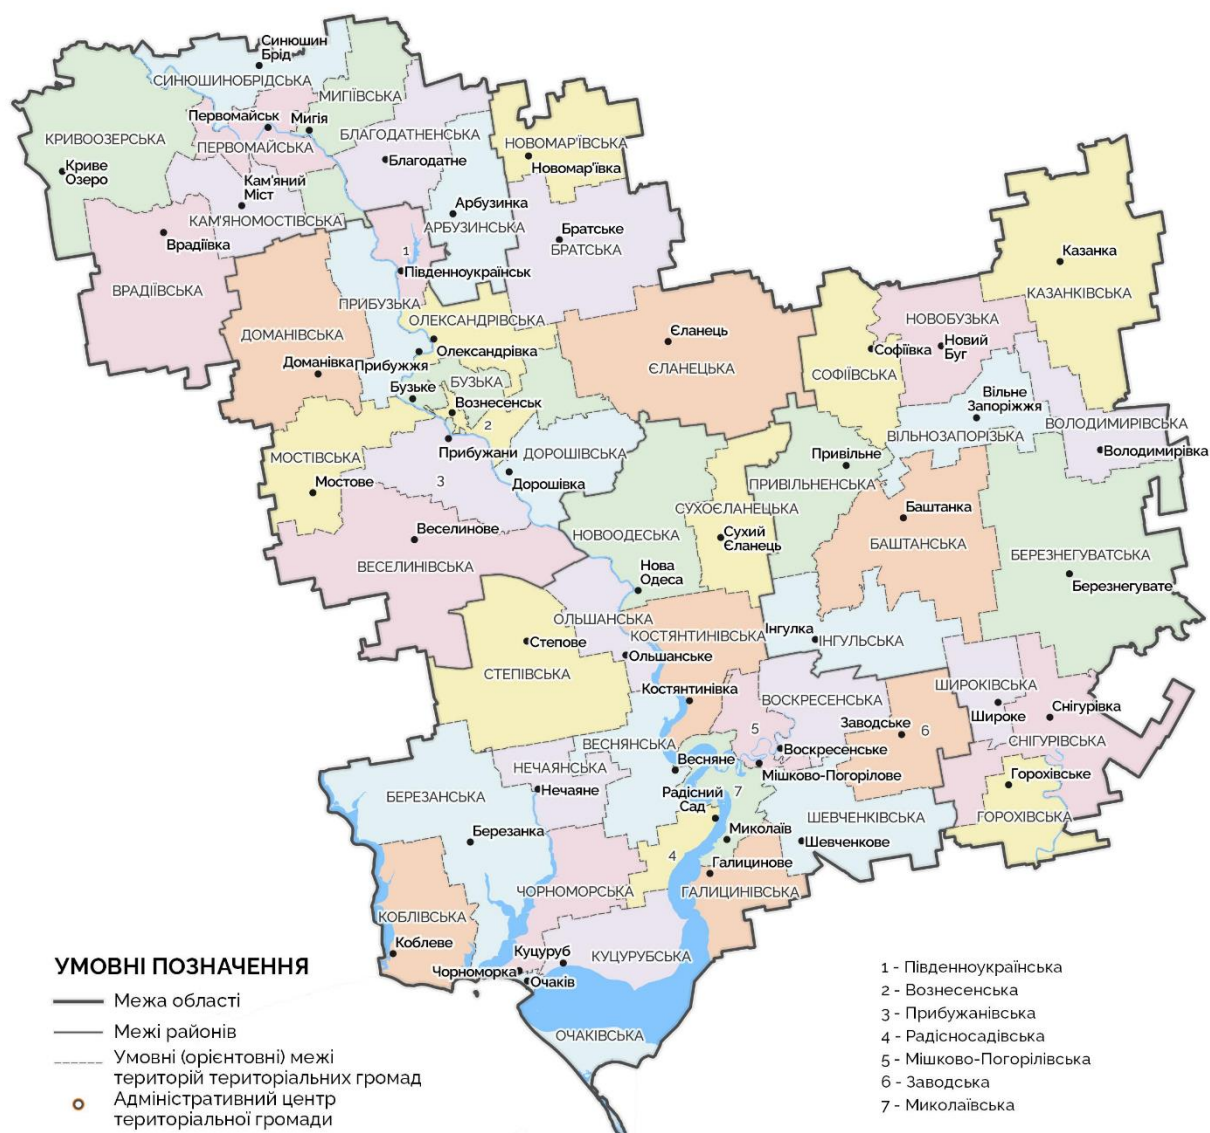 Синюшин
Брід
СИНЮШИНОБРІДСЬКА
МИГІЇВСЬКА
Первомайськ
Мигія
КРИВООЗЕРСЬКА
ПЕРВОМАЙСЬКА
БЛАГОДАТНЕНСЬКА
Благодатне
НОВОМАР'ЇВСЬКА
Новомар'ївка
Криве
Озеро
Кам'яний
Міст
КАМ'ЯНОМОСТІВСЬКА
Арбузинка
АРБУЗИНСЬКА
Братське
БРАТСЬКА
Врадіївка
ВРАДІЇВСЬКА
1
Південноукраїнськ
Казанка
КАЗАНКІВСЬКА
ПРИБУЗЬКА
ОЛЕКСАНДРІВСЬКА
ДОМАНІВСЬКА
Доманівка
Олександрівка
Прибужжя
Єланець
ЄЛАНЕЦЬКА
НОВОБУЗЬКА
Новий
Буг
Софіївка
СОФІЇВСЬКА
БУЗЬКА
Бузьке
Вознесенськ
2
Вільне
Запоріжжя
ВІЛЬНОЗАПОРІЗЬКА
ВОЛОДИМИРІВСЬКА
Володимирівка
Прибужани
МОСТІВСЬКА
Мостове
3
ДОРОШІВСЬКА
Дорошівка
Привільне
ПРИВІЛЬНЕНСЬКА
СУХОЄЛАНЕЦЬКА
Сухий
Єланець
Баштанка
БАШТАНСЬКА
Веселинове
ВЕСЕЛИНІВСЬКА
НОВООДЕСЬКА
Нова
Одеса
БЕРЕЗНЕГУВАТСЬКА
Березнегувате
ОЛЬШАНСЬКА
Ольшанське
КОСТЯНТИНІВСЬКА
Костянтинівка
Інгулка
ІНГУЛЬСЬКА
Степове
СТЕПІВСЬКА
ВОСКРЕСЕНСЬКА
Воскресенське
Заводське
6
ШИРОКІВСЬКА
Широке
Снігурівка
СНІГУРІВСЬКА
5
Мішково-Погорілове
ВЕСНЯНСЬКА
Весняне
НЕЧАЯНСЬКА
Нечаяне
Радісний
Сад
7
Горохівське
ГОРОХІВСЬКА
БЕРЕЗАНСЬКА
Березанка
Миколаїв
ШЕВЧЕНКІВСЬКА
Шевченкове
4
Галицинове
ГАЛИЦИНІВСЬКА
ЧОРНОМОРСЬКА
КОБЛІВСЬКА
Коблеве
Куцуруб
КУЦУРУБСЬКА
Чорноморка
Очаків
ОЧАКІВСЬКА
УМОВНІ ПОЗНАЧЕННЯ
Межа області
Межі районів
Умовні (орієнтовні) межі
територій територіальних громад
Адміністративний центр
територіальної громади
1 - Південноукраїнська
2 - Вознесенська
3 - Прибужанівська
4 - Радісносадівська
5 - Мішково-Погорілівська
6 - Заводська
7 - Миколаївська